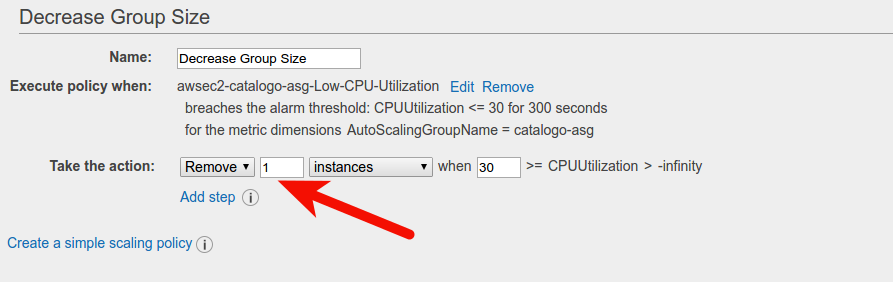 Decrease Group Size
Name: Decrease Group Size
Execute policy when: awsec2-catalogo-asg-Low-CPU-Utilization Edit Remove
breaches the alarm threshold: CPUUtilization <= 30 for 300 seconds
for the metric dimensions AutoScalingGroupName = catalogo-asg
Take the action: Remove 1 instances when 30 >= CPUUtilization > -infinity
Add step i
Create a simple scaling policy i